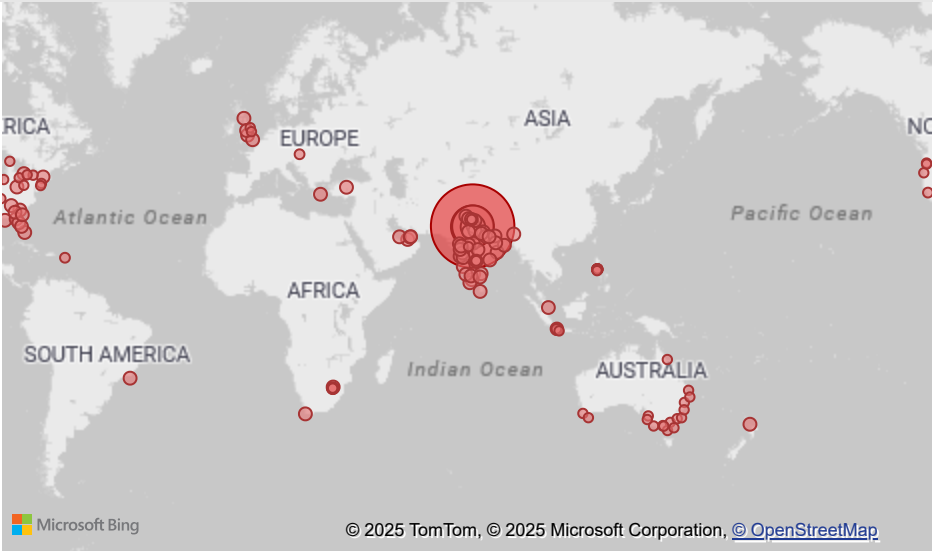 ASIA
RICA
EUROPE
NO
Atlantic Ocean
Pacific Ocean
AFRICA
SOUTH AMERICA
Indian Ocean
AUSTRALIA
Microsoft Bing
© 2025 TomTom, © 2025 Microsoft Corporation, © OpenStreetMap